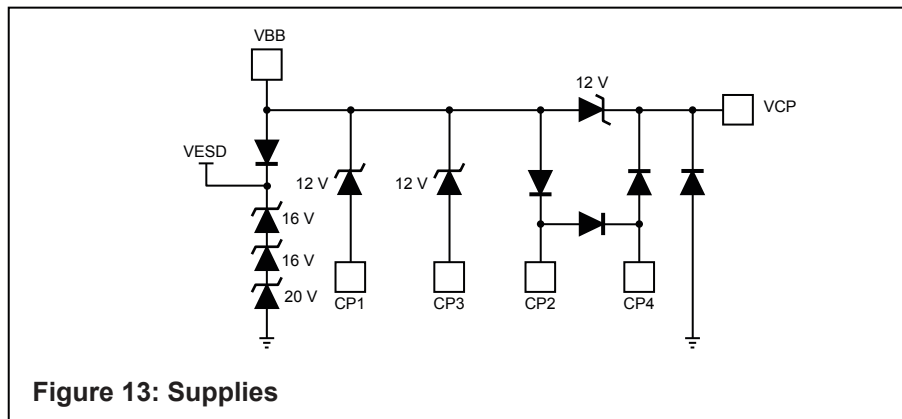 VBB
12 V
VCP
VESD
12 V
12 V
16 V
16 V
20 V
CP1
CP3
CP2
CP4
Figure 13: Supplies